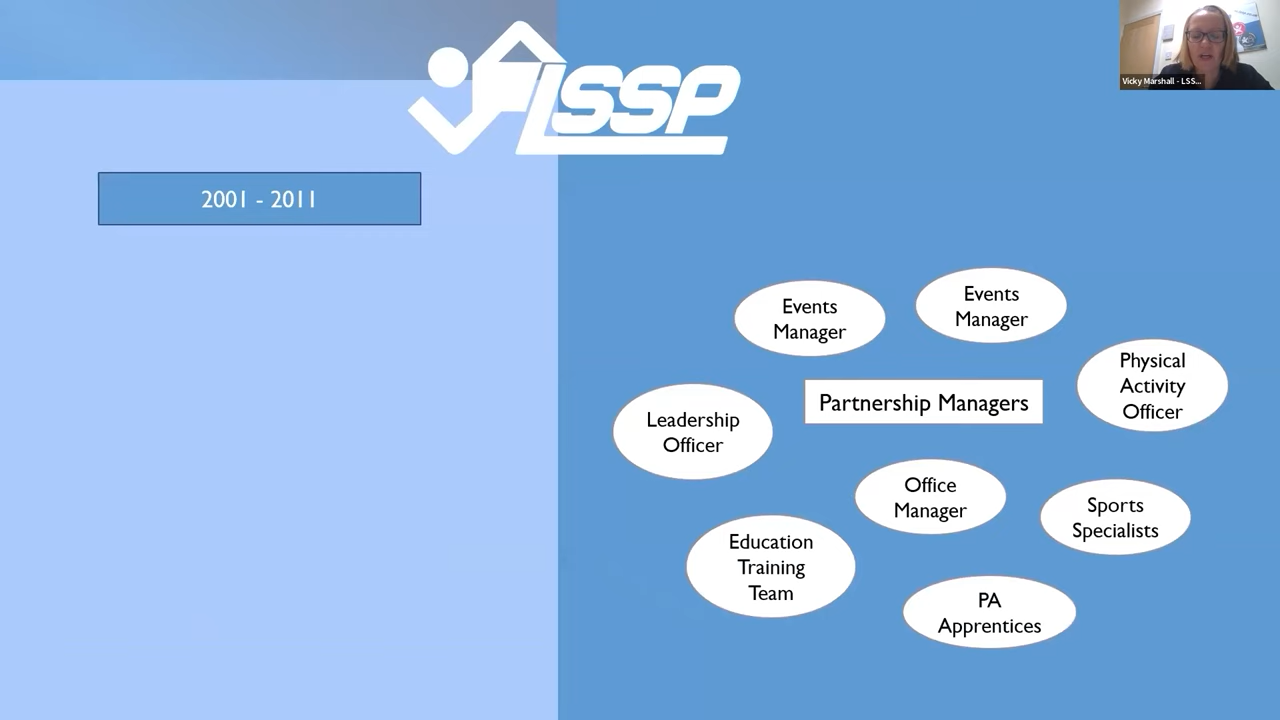 LSSP
Vicky Marshall - LSS...
2001 - 2011
Events
Manager
Events
Manager
Physical
Activity
Officer
Partnership Managers
Leadership
Officer
Office
Manager
Sports
Specialists
Education
Training
Team
PA
Apprentices